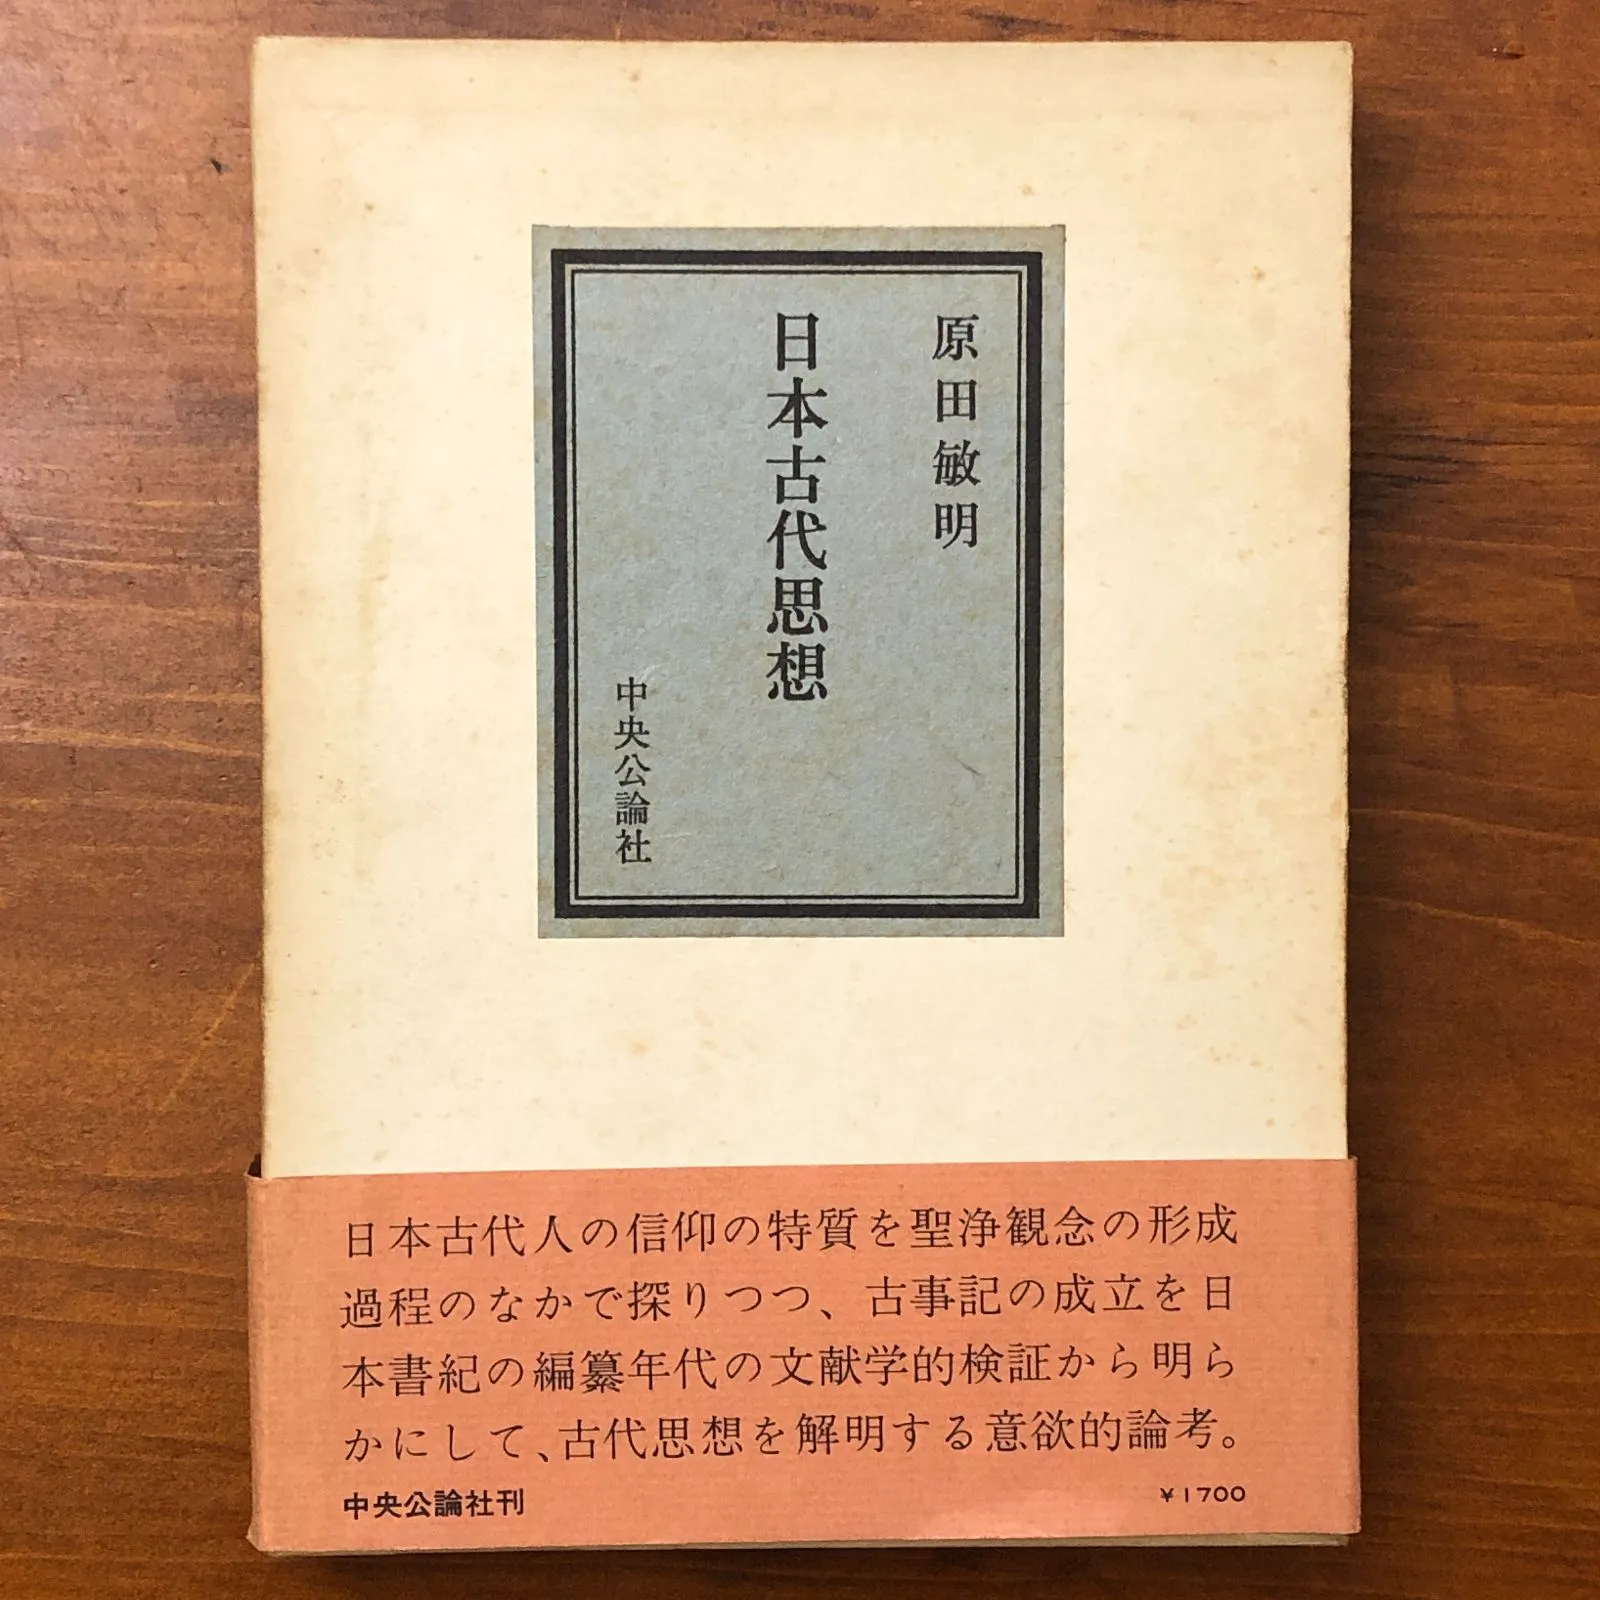 原田敏明
日本古代思想
中央公論社
日本古代人の信仰の特質を聖浄観念の形成
過程のなかで探りつつ、古事記の成立を日
本書紀の編纂年代の文献学的検証から明ら
かにして、古代思想を解明する意欲的論考。
中央公論社刊
¥1700